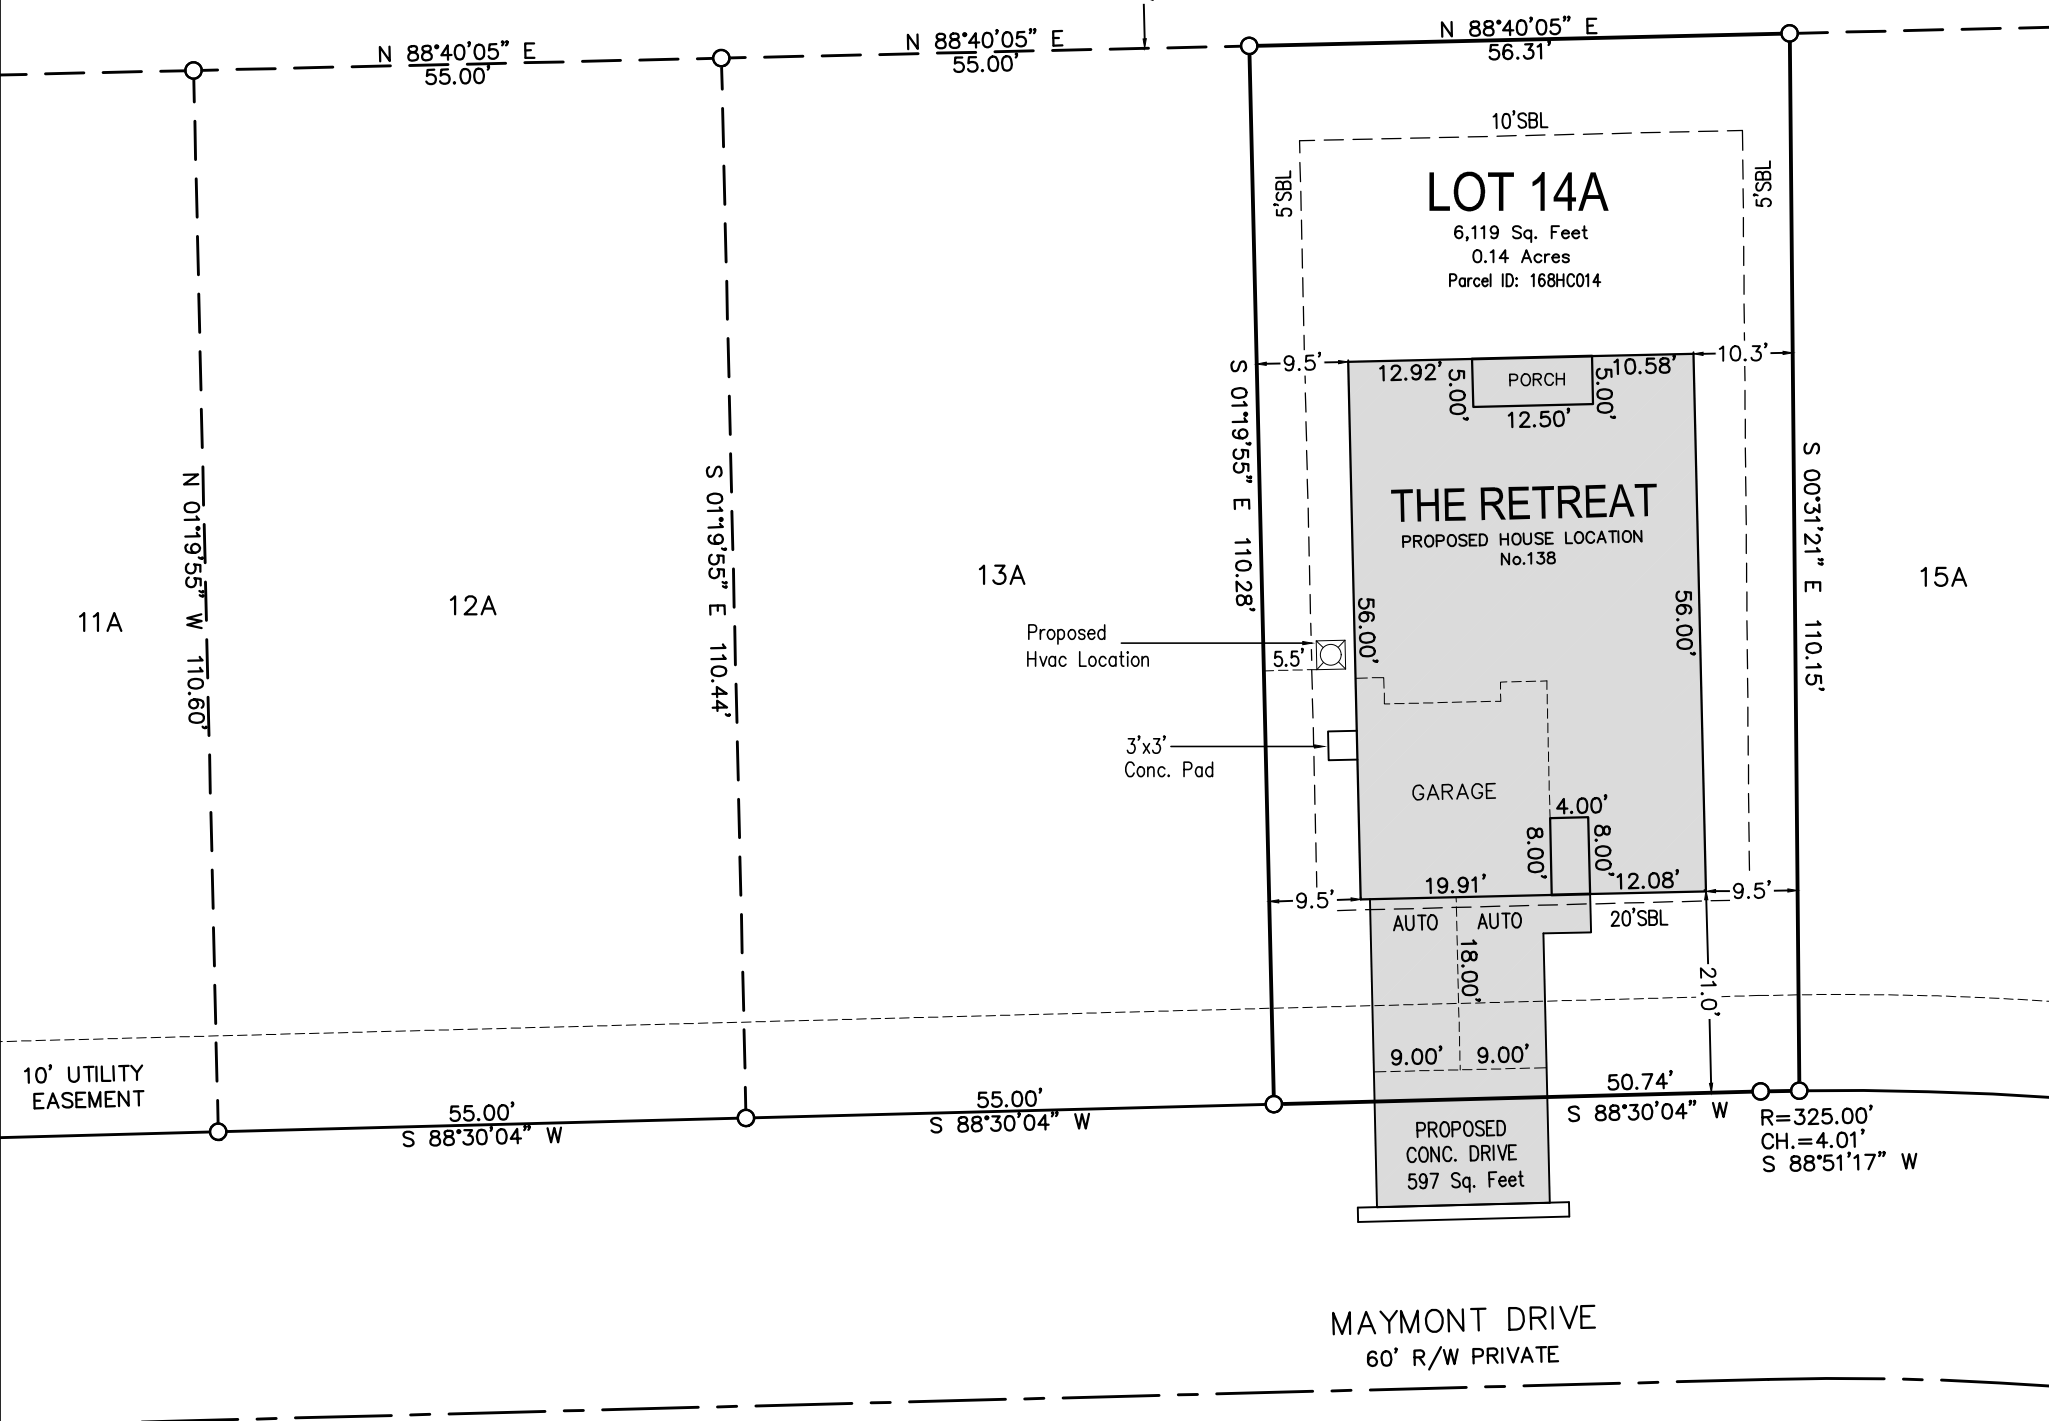 N 88°40'05" E
55.00'
N 88°40'05" E
55.00'
N 88°40'05" E
56.31'
10'SBL
5'SBL
5'SBL
LOT 14A
6,119 Sq. Feet
0.14 Acres
Parcel ID: 168HC014
9.5'
10.3'
12.92'
5.00'
PORCH
5.00'
10.58'
12.50'
THE RETREAT
PROPOSED HOUSE LOCATION
No.138
N 01°19'55" W 110.60'
S 01°19'55" E 110.44'
S 01°19'55" E 110.28'
S 00°31'21" E 110.15'
11A
12A
13A
15A
56.00'
56.00'
Proposed
Hvac Location
5.5'
3'x3'
Conc. Pad
GARAGE
4.00'
8.00'
8.00'
19.91'
12.08'
9.5'
9.5'
AUTO
AUTO
20'SBL
18.00'
21.0'
9.00'
9.00'
10' UTILITY
EASEMENT
55.00'
S 88°30'04" W
55.00'
S 88°30'04" W
50.74'
S 88°30'04" W
R=325.00'
CH.=4.01'
S 88°51'17" W
PROPOSED
CONC. DRIVE
597 Sq. Feet
MAYMONT DRIVE
60' R/W PRIVATE